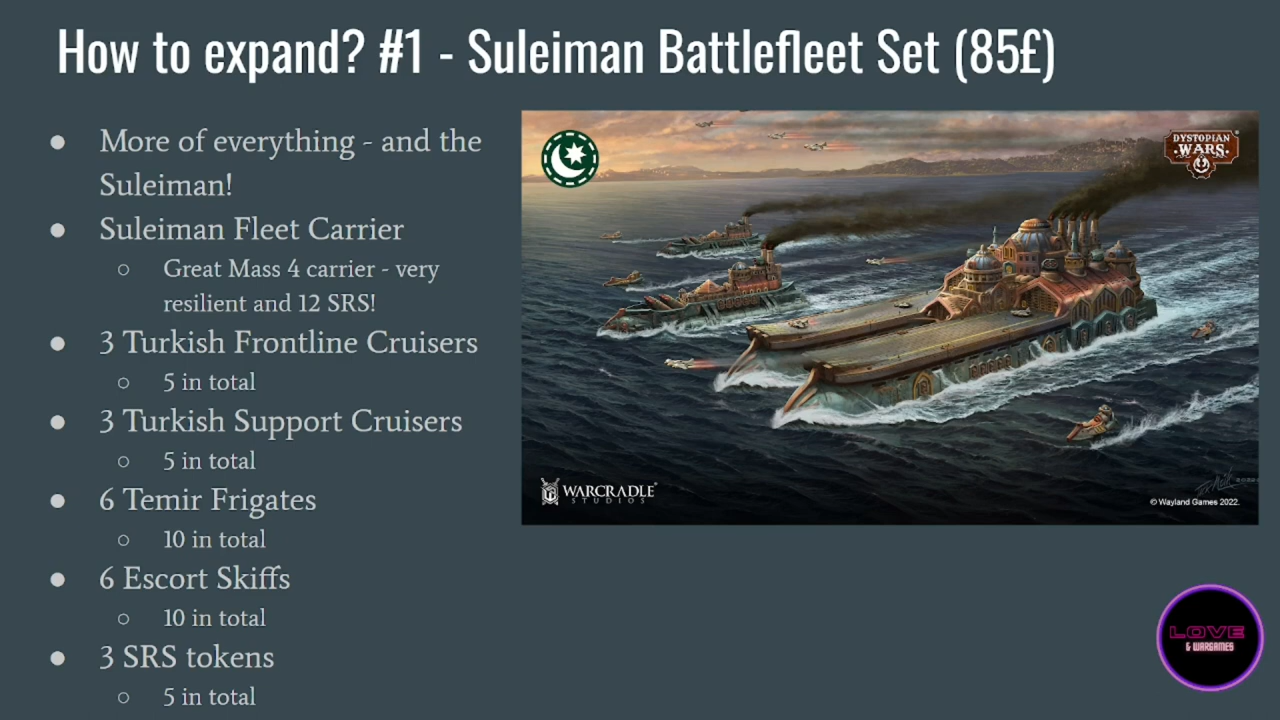 How to expand? #1 - Suleiman Battlefleet Set (85£)
● More of everything - and the
Suleiman!
● Suleiman Fleet Carrier
○ Great Mass 4 carrier - very
resilient and 12 SRS!
● 3 Turkish Frontline Cruisers
○ 5 in total
● 3 Turkish Support Cruisers
○ 5 in total
● 6 Temir Frigates
○ 10 in total
● 6 Escort Skiffs
○ 10 in total
● 3 SRS tokens
○ 5 in total
DYSTOPIAN
WARS
WARCRADLE
STUDIOS
© Wayland Games 2022.
LOVE
& WARGAMES